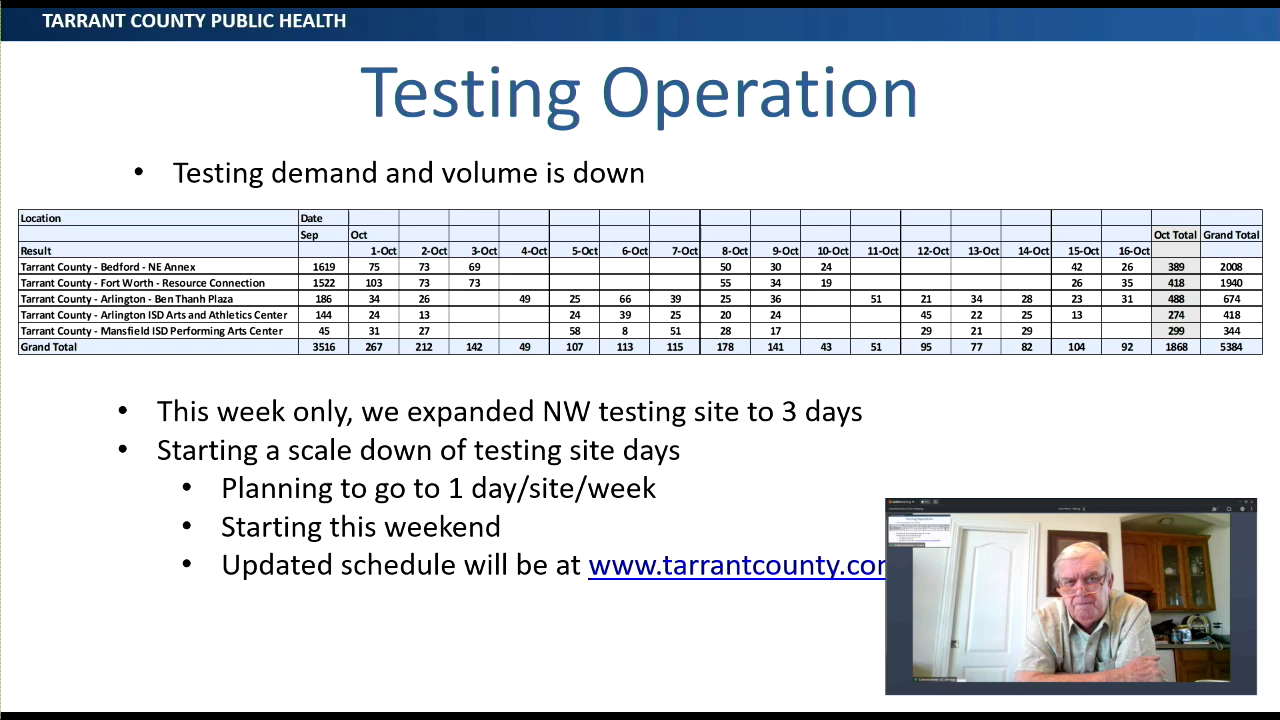 TARRANT COUNTY PUBLIC HEALTH
Testing Operation
• Testing demand and volume is down
Location Date
Sep Oct Oct Total Grand Total
Result 1-Oct 2-Oct 3-Oct 4-Oct 5-Oct 6-Oct 7-Oct 8-Oct 9-Oct 10-Oct 11-Oct 12-Oct 13-Oct 14-Oct 15-Oct 16-Oct
Tarrant County - Bedford - NE Annex 1619 75 73 69 50 30 24 42 26 389 2008
Tarrant County - Fort Worth - Resource Connection 1522 103 73 73 55 34 19 26 35 418 1940
Tarrant County - Arlington - Ben Thanh Plaza 186 34 26 49 25 66 39 25 36 51 21 34 28 23 31 488 674
Tarrant County - Arlington ISD Arts and Athletics Center 144 24 13 24 39 25 20 24 45 22 25 13 274 418
Tarrant County - Mansfield ISD Performing Arts Center 45 31 27 58 8 51 28 17 29 21 29 299 344
Grand Total 3516 267 212 142 49 107 113 115 178 141 43 51 95 77 82 104 92 1868 5384
• This week only, we expanded NW testing site to 3 days
• Starting a scale down of testing site days
• Planning to go to 1 day/site/week
• Starting this weekend
• Updated schedule will be at www.tarrantcounty.com
Testing Operation